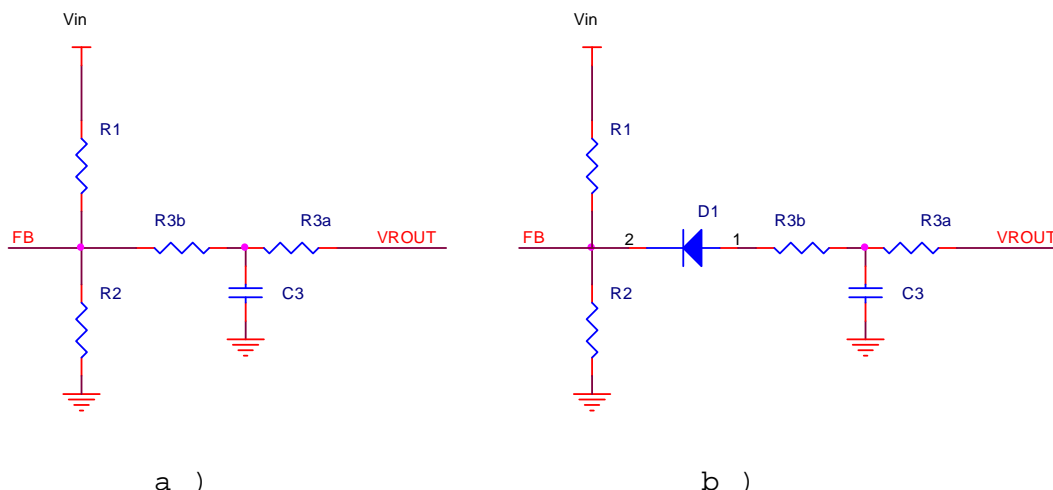 Vin
R1
R3b
R3a
FB
VROUT
R2
C3
a )
Vin
R1
D1
R3b
R3a
FB
2
1
VROUT
R2
C3
b )